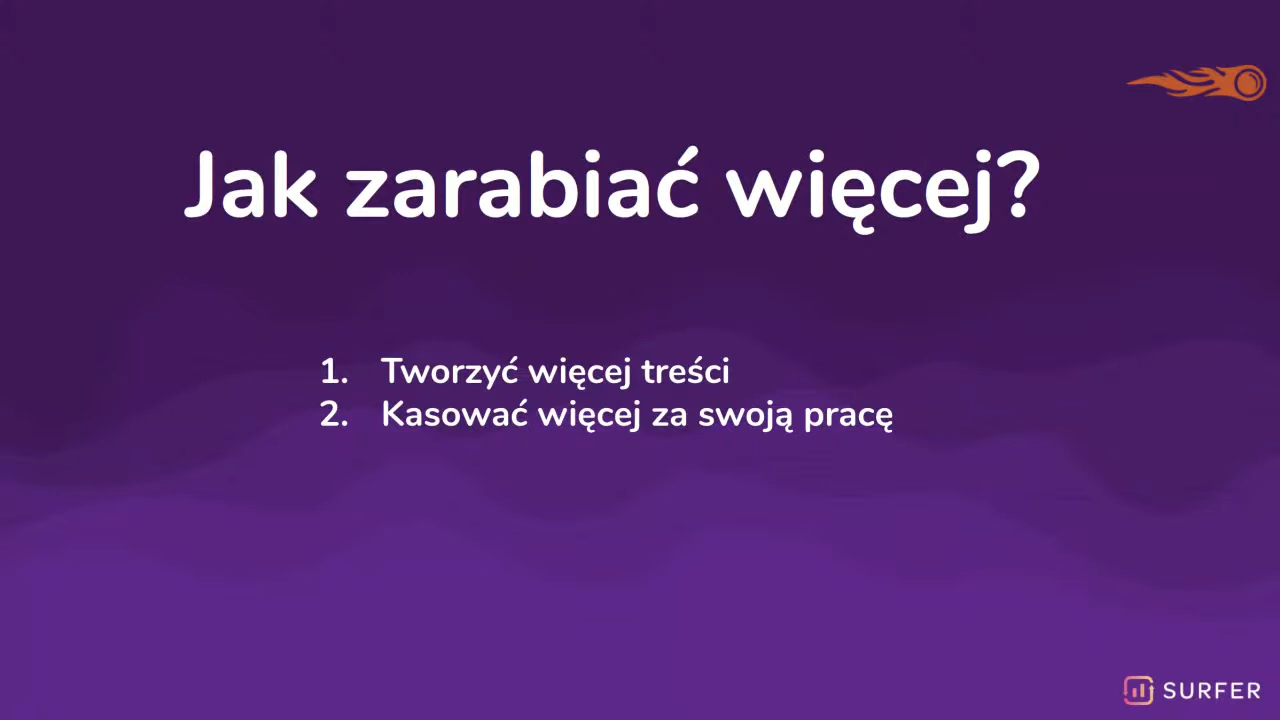 Jak zarabiać więcej?
1. Tworzyć więcej treści
2. Kasować więcej za swoją pracę
SURFER